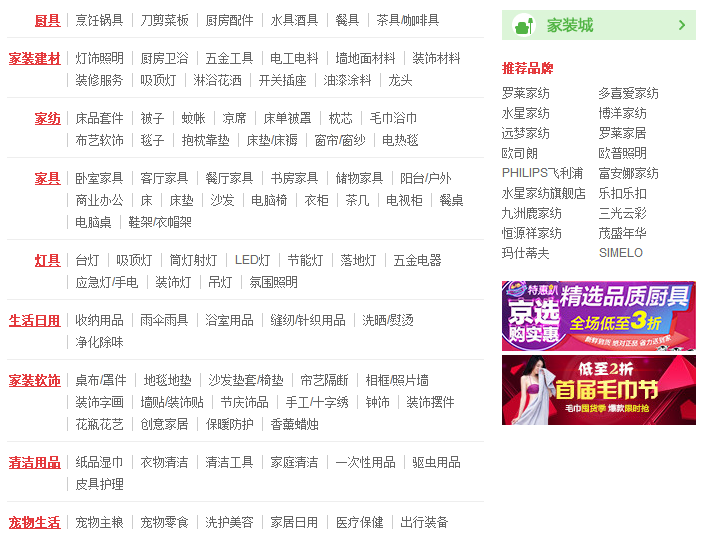 厨具 烹饪锅具 刀剪菜板 厨房配件 水具酒具 餐具 茶具/咖啡具
家装建材 灯饰照明 厨房卫浴 五金工具 电工电料 墙地面材料 装饰材料
装修服务 吸顶灯 淋浴花洒 开关插座 油漆涂料 龙头
家纺 床品套件 被子 蚊帐 凉席 床单被罩 枕芯 毛巾浴巾
布艺软饰 毯子 抱枕靠垫 床垫/床褥 窗帘/窗纱 电热毯
家具 卧室家具 客厅家具 餐厅家具 书房家具 储物家具 阳台/户外
商业办公 床 床垫 沙发 电脑椅 衣柜 茶几 电视柜 餐桌
电脑桌 鞋架/衣帽架
灯具 台灯 吸顶灯 筒灯射灯 LED灯 节能灯 落地灯 五金电器
应急灯/手电 装饰灯 吊灯 氛围照明
生活日用 收纳用品 雨伞雨具 浴室用品 缝纫/针织用品 洗晒/熨烫
净化除味
家装软饰 桌布/罩件 地毯地垫 沙发垫套/椅垫 帘艺隔断 相框/照片墙
装饰字画 墙贴/装饰贴 节庆饰品 手工/十字绣 钟饰 装饰摆件
花瓶花艺 创意家居 保暖防护 香薰蜡烛
清洁用品 纸品湿巾 衣物清洁 清洁工具 家庭清洁 一次性用品 驱虫用品
皮具护理
宠物生活 宠物主粮 宠物零食 洗护美容 家居日用 医疗保健 出行装备
家装城
推荐品牌
罗莱家纺 多喜爱家纺
水星家纺 博洋家纺
远梦家纺 罗莱家居
欧司朗 欧普照明
PHILIPS飞利浦 富安娜家纺
水星家纺旗舰店 乐扣乐扣
九洲鹿家纺 三光云彩
恒源祥家纺 茂盛年华
玛仕蒂夫 SIMELO
特惠趴
京选
购实惠
精选品质厨具
全场低至3折
新鲜到货 绝对正品 省力送到家
低至2折
首届毛巾节
毛巾囤货季 爆款限时抢